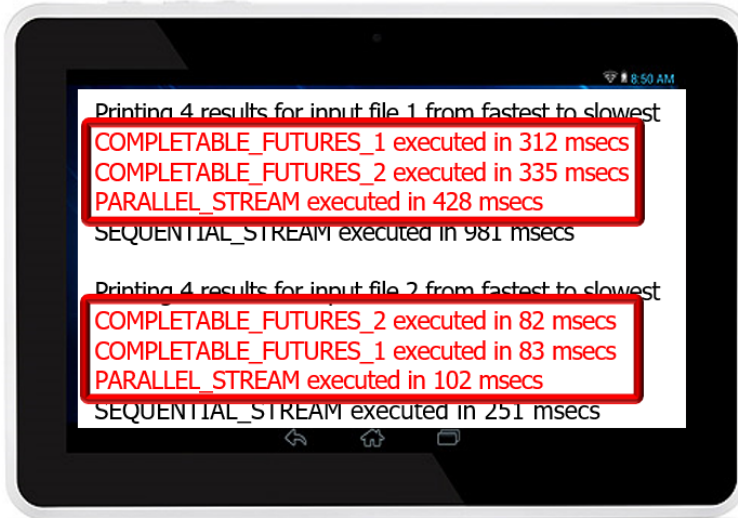 8:50 AM
Printing 4 results for input file 1 from fastest to slowest
COMPLETABLE_FUTURES_1 executed in 312 msecs
COMPLETABLE_FUTURES_2 executed in 335 msecs
PARALLEL_STREAM executed in 428 msecs
SEQUENTIAL_STREAM executed in 981 msecs
Printing 4 results for input file 2 from fastest to slowest
COMPLETABLE_FUTURES_2 executed in 82 msecs
COMPLETABLE_FUTURES_1 executed in 83 msecs
PARALLEL_STREAM executed in 102 msecs
SEQUENTIAL_STREAM executed in 251 msecs